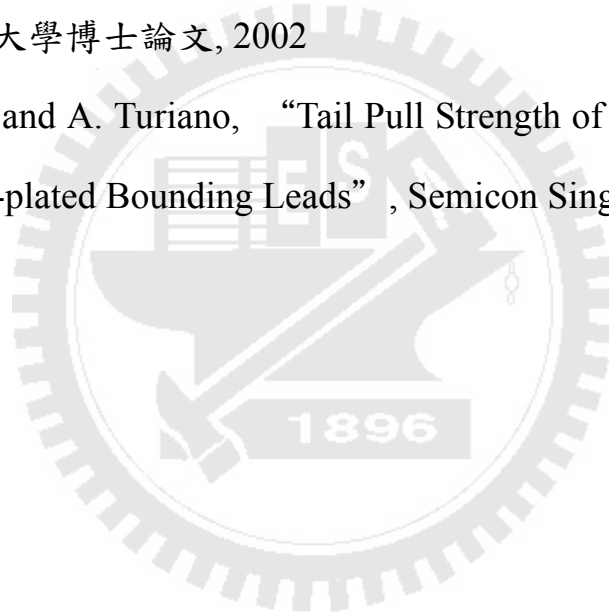 大學博士論文, 2002
and A. Turiano, “Tail Pull Strength of
-plated Bounding Leads”, Semicon Sing
ES
1896